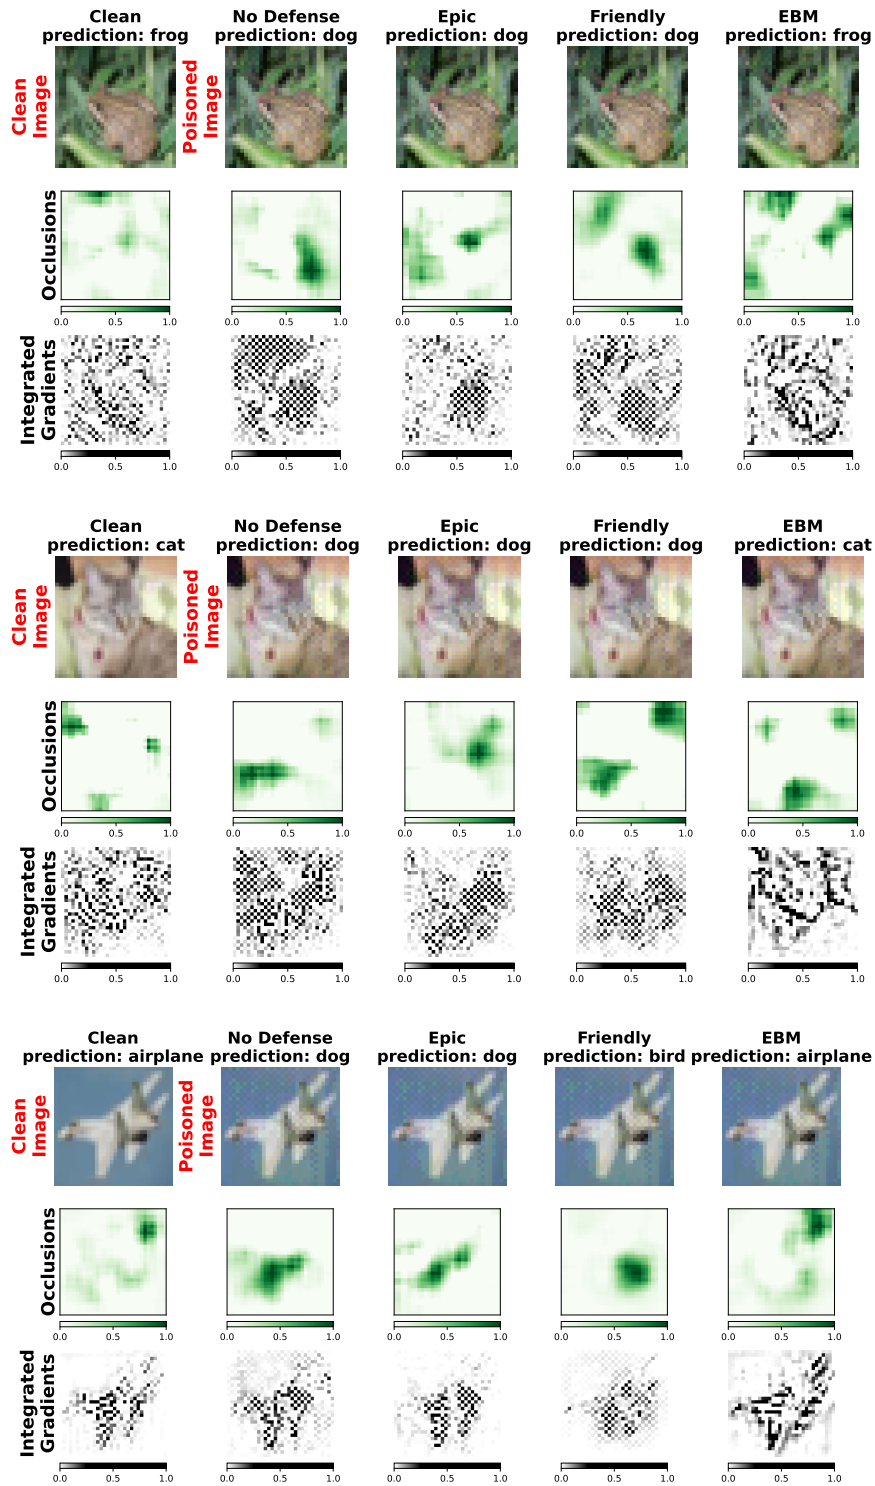 Clean
prediction: frog
No Defense
prediction: dog
Epic
prediction: dog
Friendly
prediction: dog
EBM
prediction: frog
Clean
Image
Poisoned
Image
Occlusions
0.0 0.5 1.0
0.0 0.5 1.0
0.0 0.5 1.0
0.0 0.5 1.0
0.0 0.5 1.0
Integrated
Gradients
0.0 0.5 1.0
0.0 0.5 1.0
0.0 0.5 1.0
0.0 0.5 1.0
0.0 0.5 1.0
Clean
prediction: cat
No Defense
prediction: dog
Epic
prediction: dog
Friendly
prediction: dog
EBM
prediction: cat
Clean
Image
Poisoned
Image
Occlusions
0.0 0.5 1.0
0.0 0.5 1.0
0.0 0.5 1.0
0.0 0.5 1.0
0.0 0.5 1.0
Integrated
Gradients
0.0 0.5 1.0
0.0 0.5 1.0
0.0 0.5 1.0
0.0 0.5 1.0
0.0 0.5 1.0
Clean
prediction: airplane
No Defense
prediction: dog
Epic
prediction: dog
Friendly
prediction: bird
EBM
prediction: airplane
Clean
Image
Poisoned
Image
Occlusions
0.0 0.5 1.0
0.0 0.5 1.0
0.0 0.5 1.0
0.0 0.5 1.0
0.0 0.5 1.0
Integrated
Gradients
0.0 0.5 1.0
0.0 0.5 1.0
0.0 0.5 1.0
0.0 0.5 1.0
0.0 0.5 1.0